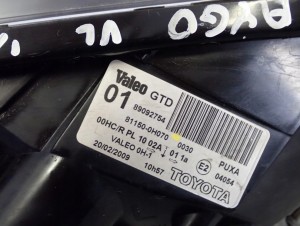 AYGO
VL
Valeo GTD
01 89092754
81150-0H070 0030
00HC/R PL 10 02A 01 1a
VALEO 0H-1 E2 PUXA
20/02/2009 10h57 04064
TOYOTA